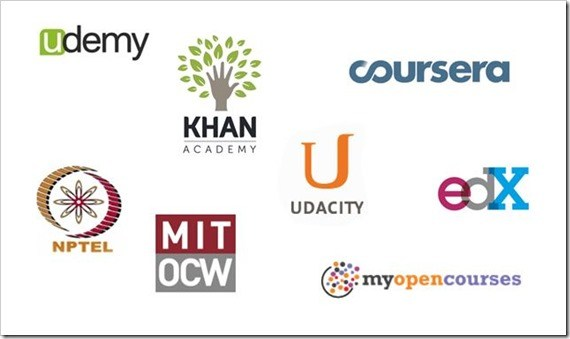 udemy
coursera
KHAN
ACADEMY
U
UDACITY
edX
NPTEL
MIT
OCW
myopencourses